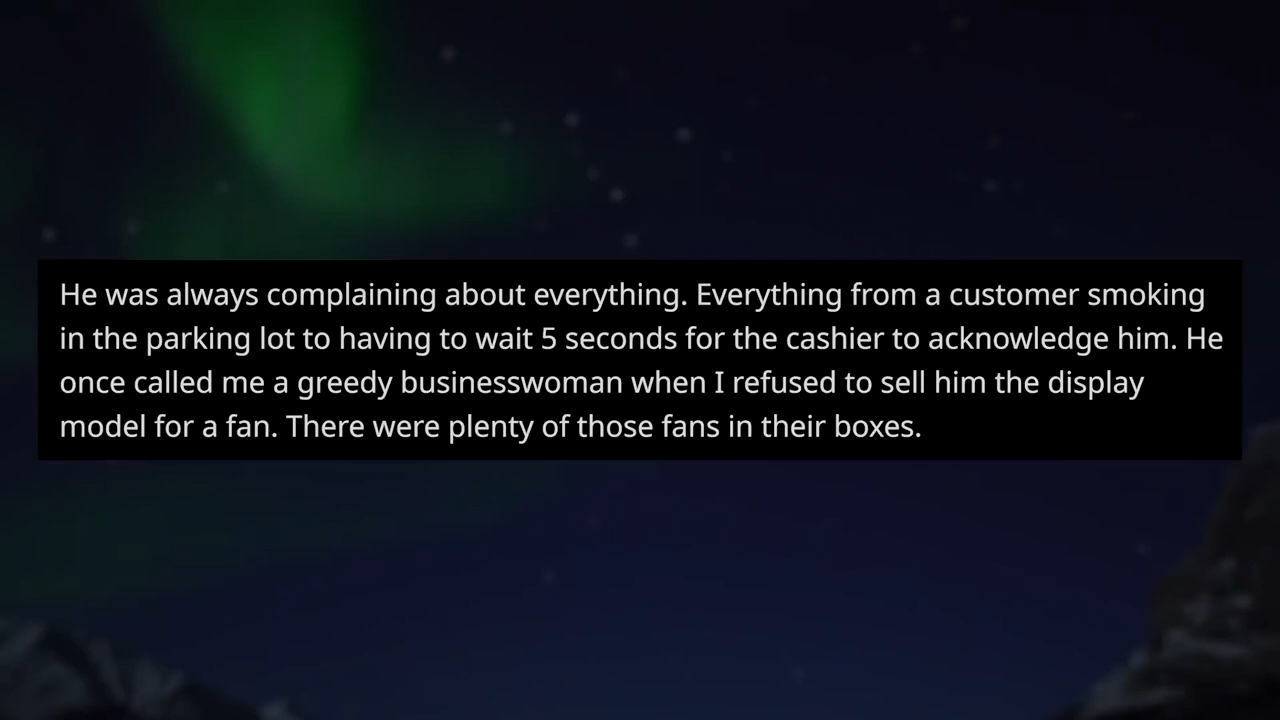 He was always complaining about everything. Everything from a customer smoking
in the parking lot to having to wait 5 seconds for the cashier to acknowledge him. He
once called me a greedy businesswoman when I refused to sell him the display
model for a fan. There were plenty of those fans in their boxes.